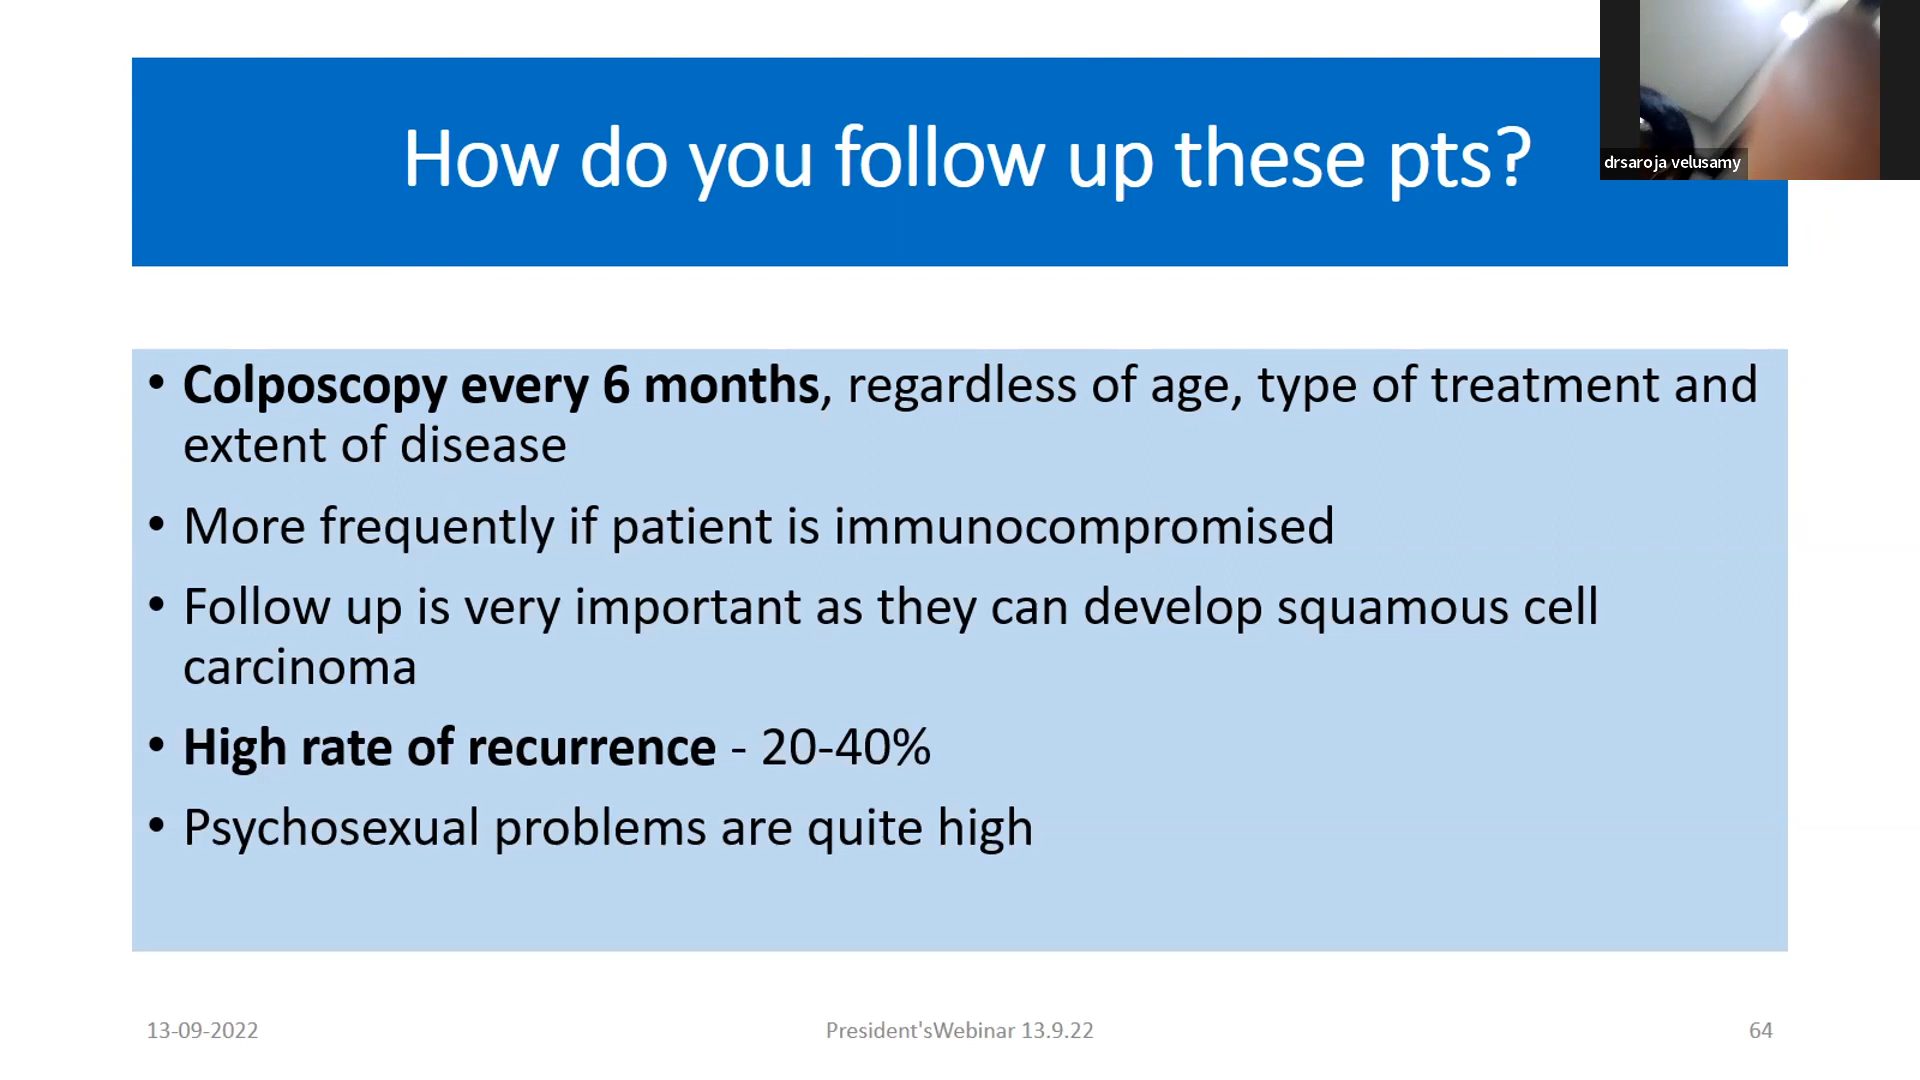 How do you follow up these pts?
drsaroja velusamy
• Colposcopy every 6 months, regardless of age, type of treatment and
extent of disease
• More frequently if patient is immunocompromised
• Follow up is very important as they can develop squamous cell
carcinoma
• High rate of recurrence - 20-40%
• Psychosexual problems are quite high
13-09-2022
President'sWebinar 13.9.22
64